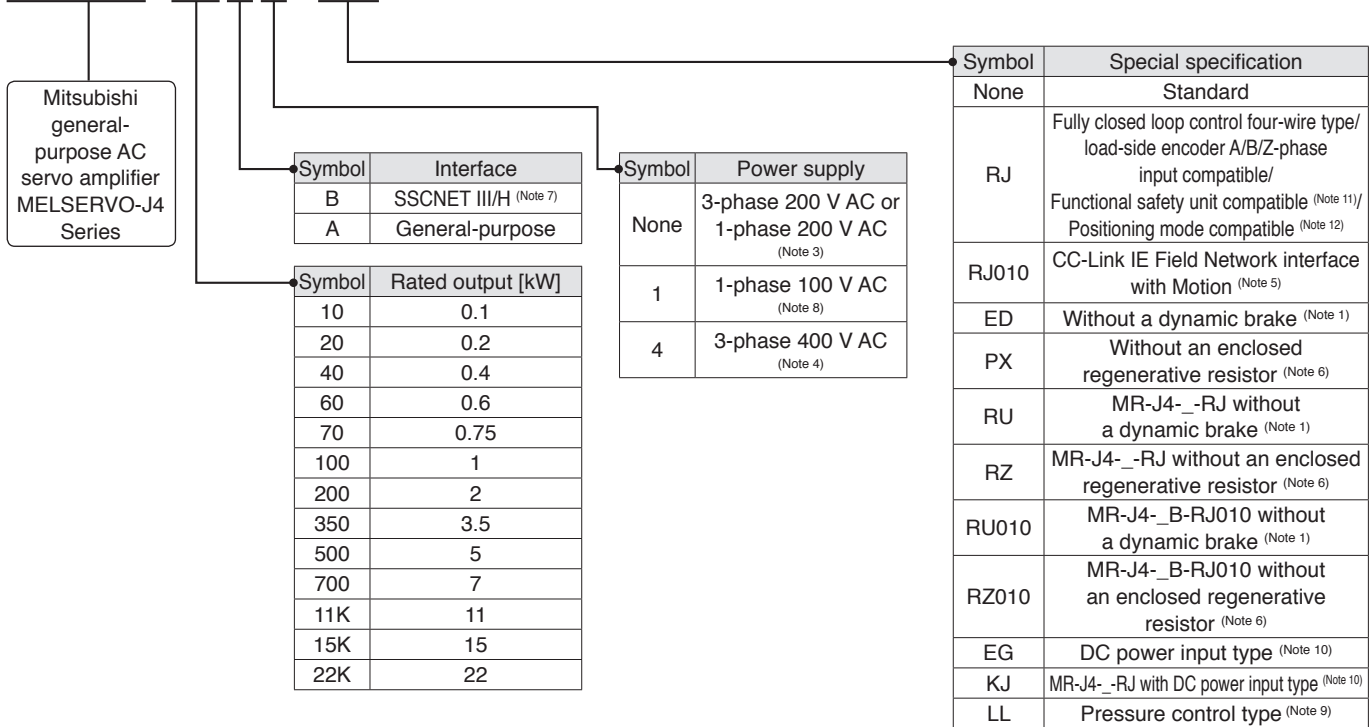 Mitsubishi
general-
purpose AC
servo amplifier
MELSERVO-J4
Series
Symbol Interface
B SSCNET III/H (Note 7)
A General-purpose
Symbol Rated output [kW]
10 0.1
20 0.2
40 0.4
60 0.6
70 0.75
100 1
200 2
350 3.5
500 5
700 7
11K 11
15K 15
22K 22
Symbol Power supply
None 3-phase 200 V AC or
1-phase 200 V AC
(Note 3)
1 1-phase 100 V AC
(Note 8)
4 3-phase 400 V AC
(Note 4)
Symbol Special specification
None Standard
RJ Fully closed loop control four-wire type/
load-side encoder A/B/Z-phase
input compatible/
Functional safety unit compatible (Note 11)/
Positioning mode compatible (Note 12)
RJ010 CC-Link IE Field Network interface
with Motion (Note 5)
ED Without a dynamic brake (Note 1)
PX Without an enclosed
regenerative resistor (Note 6)
RU MR-J4-_-RJ without
a dynamic brake (Note 1)
RZ MR-J4-_-RJ without an enclosed
regenerative resistor (Note 6)
RU010 MR-J4-_B-RJ010 without
a dynamic brake (Note 1)
RZ010 MR-J4-_B-RJ010 without
an enclosed regenerative
resistor (Note 6)
EG DC power input type (Note 10)
KJ MR-J4-_-RJ with DC power input type (Note 10)
LL Pressure control type (Note 9)